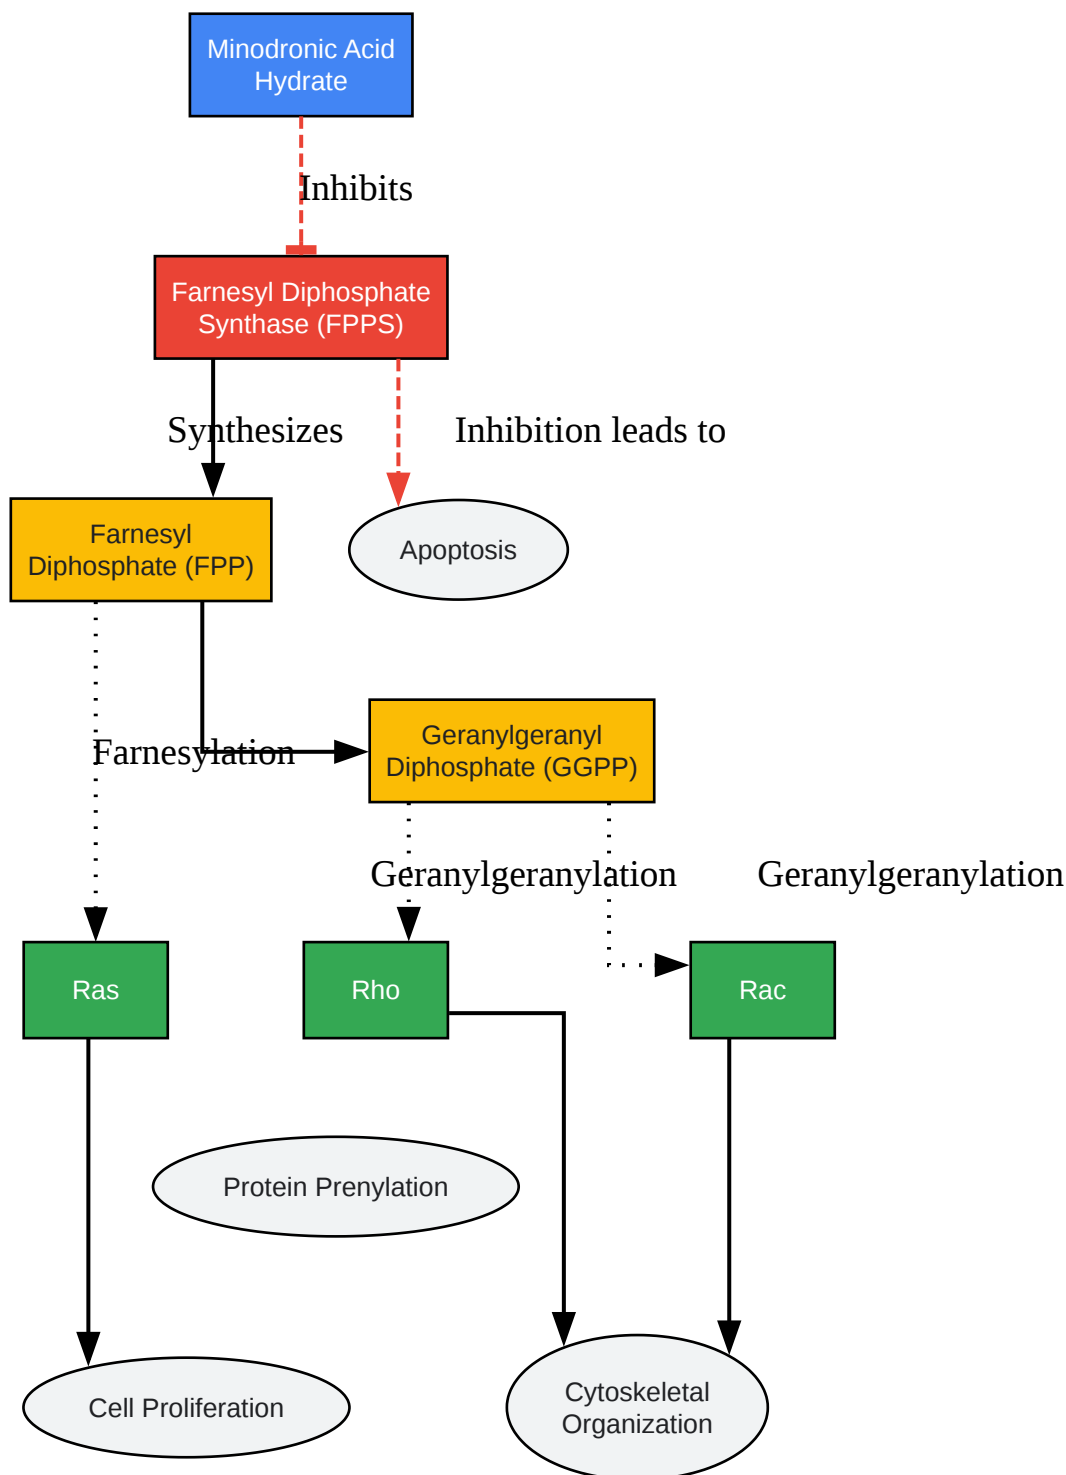 Minodronic Acid
Hydrate
Inhibits
Farnesyl Diphosphate
Synthase (FPPS)
Synthesizes
Inhibition leads to
Farnesyl
Diphosphate (FPP)
Apoptosis
Geranylgeranyl
Diphosphate (GGPP)
Farnesylation
Geranylgeranylation
Geranylgeranylation
Ras
Rho
Rac
Protein Prenylation
Cell Proliferation
Cytoskeletal
Organization